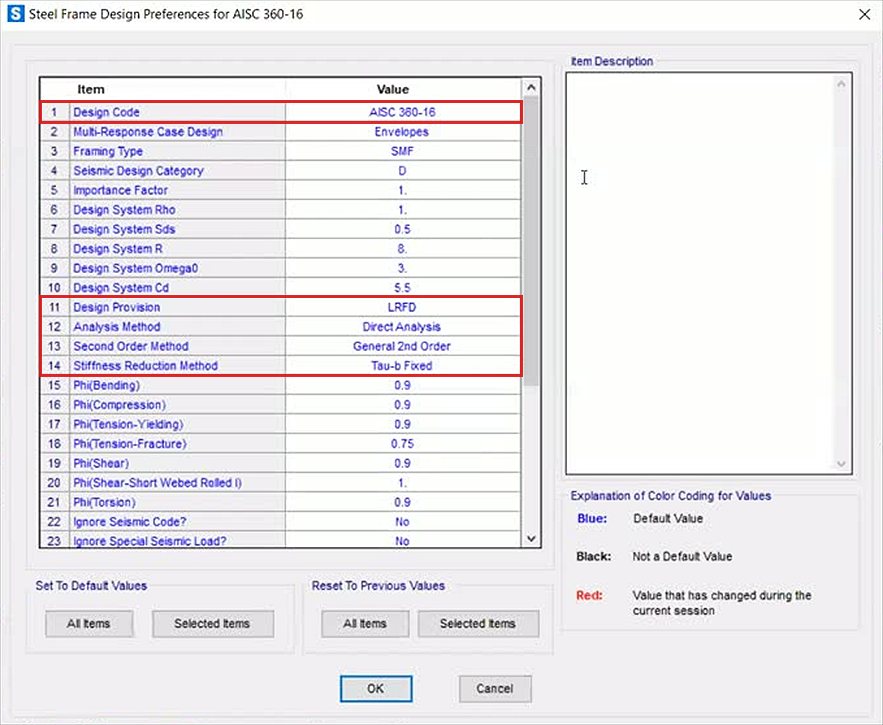 S Steel Frame Design Preferences for AISC 360-16
Item Value
1 Design Code AISC 360-16
2 Multi-Response Case Design Envelopes
3 Framing Type SMF
4 Seismic Design Category D
5 Importance Factor 1.
6 Design System Rho 1.
7 Design System Sds 0.5
8 Design System R 8.
9 Design System Omega0 3.
10 Design System Cd 5.5
11 Design Provision LRFD
12 Analysis Method Direct Analysis
13 Second Order Method General 2nd Order
14 Stiffness Reduction Method Tau-b Fixed
15 Phi(Bending) 0.9
16 Phi(Compression) 0.9
17 Phi(Tension-Yielding) 0.9
18 Phi(Tension-Fracture) 0.75
19 Phi(Shear) 0.9
20 Phi(Shear-Short Webed Rolled I) 1.
21 Phi(Torsion) 0.9
22 Ignore Seismic Code? No
23 Ignore Special Seismic Load? No
Item Description
Explanation of Color Coding for Values
Blue: Default Value
Black: Not a Default Value
Red: Value that has changed during the
current session
Set To Default Values
All Items Selected Items
Reset To Previous Values
All Items Selected Items
OK Cancel